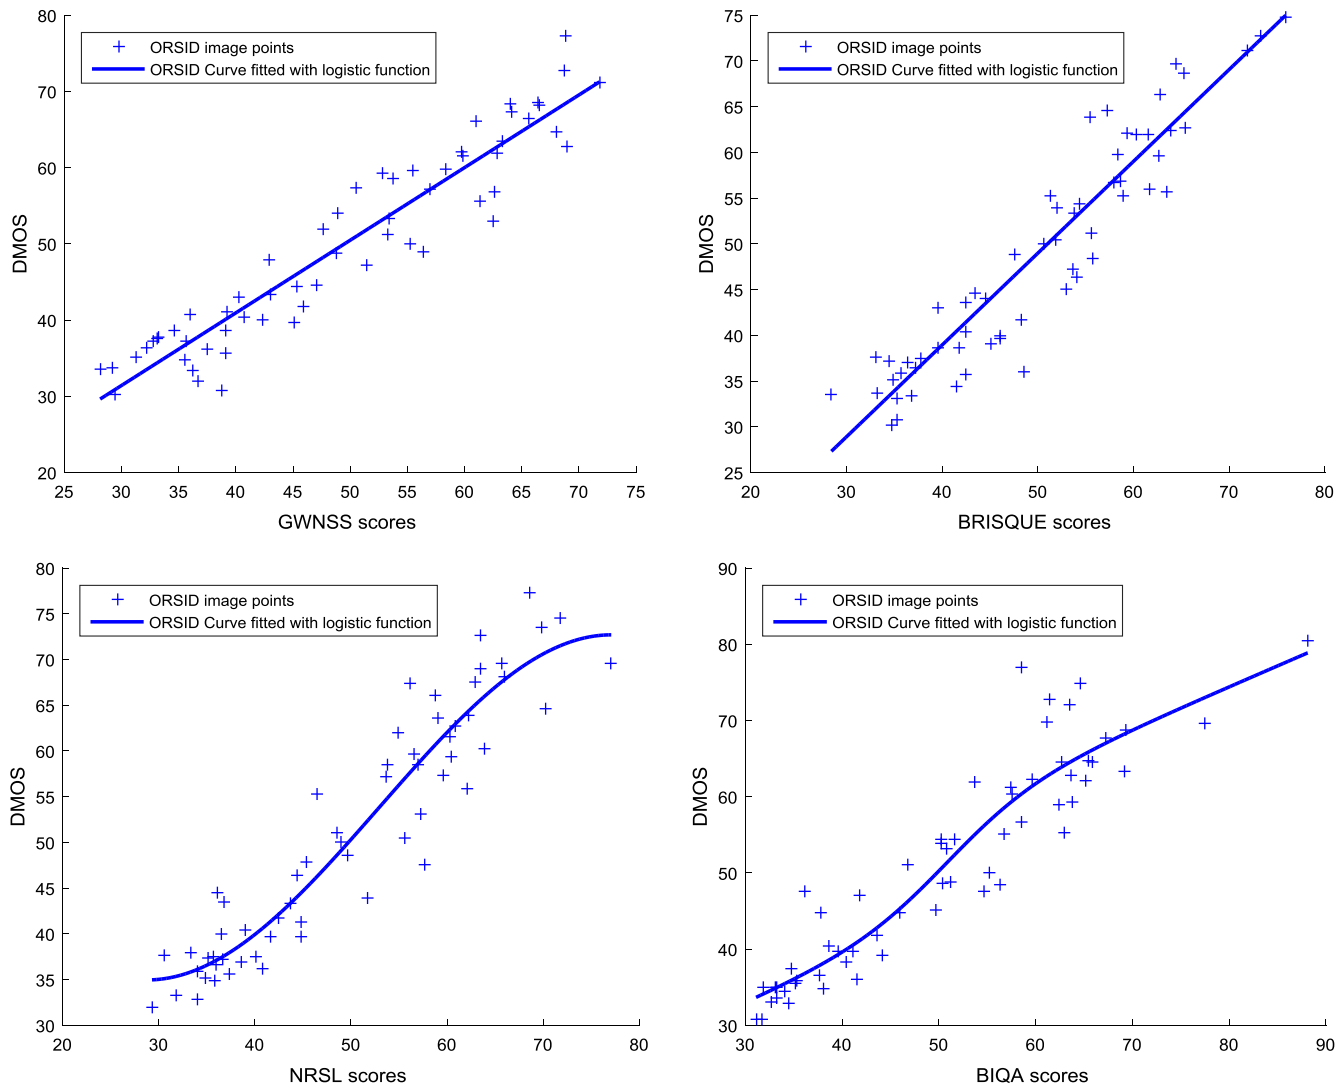 80
70
60
50
40
30
20
DMOS
ORSID image points
ORSID Curve fitted with logistic function
25 30 35 40 45 50 55 60 65 70 75
GWNSS scores
75
70
65
60
55
50
45
40
35
30
25
DMOS
ORSID image points
ORSID Curve fitted with logistic function
20 30 40 50 60 70 80
BRISQUE scores
80
75
70
65
60
55
50
45
40
35
30
DMOS
ORSID image points
ORSID Curve fitted with logistic function
20 30 40 50 60 70 80
NRSL scores
90
80
70
60
50
40
30
DMOS
ORSID image points
ORSID Curve fitted with logistic function
30 40 50 60 70 80 90
BIQA scores